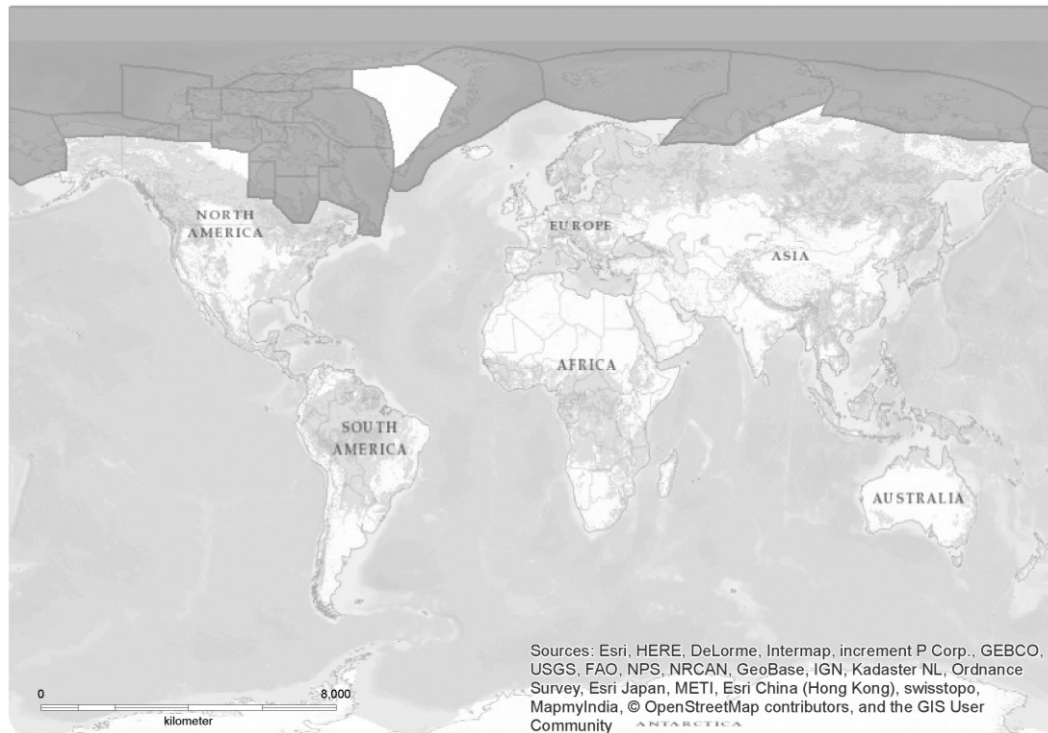 NORTH
AMERICA
EUROPE
ASIA
AFRICA
SOUTH
AMERICA
AUSTRALIA
Sources: Esri, HERE, DeLorme, Intermap, increment P Corp., GEBCO,
USGS, FAO, NPS, NRCAN, GeoBase, IGN, Kadaster NL, Ordnance
Survey, Esri Japan, METI, Esri China (Hong Kong), swisstopo,
MapmyIndia, © OpenStreetMap contributors, and the GIS User
Community
ANTARCTICA
0 8,000
kilometer